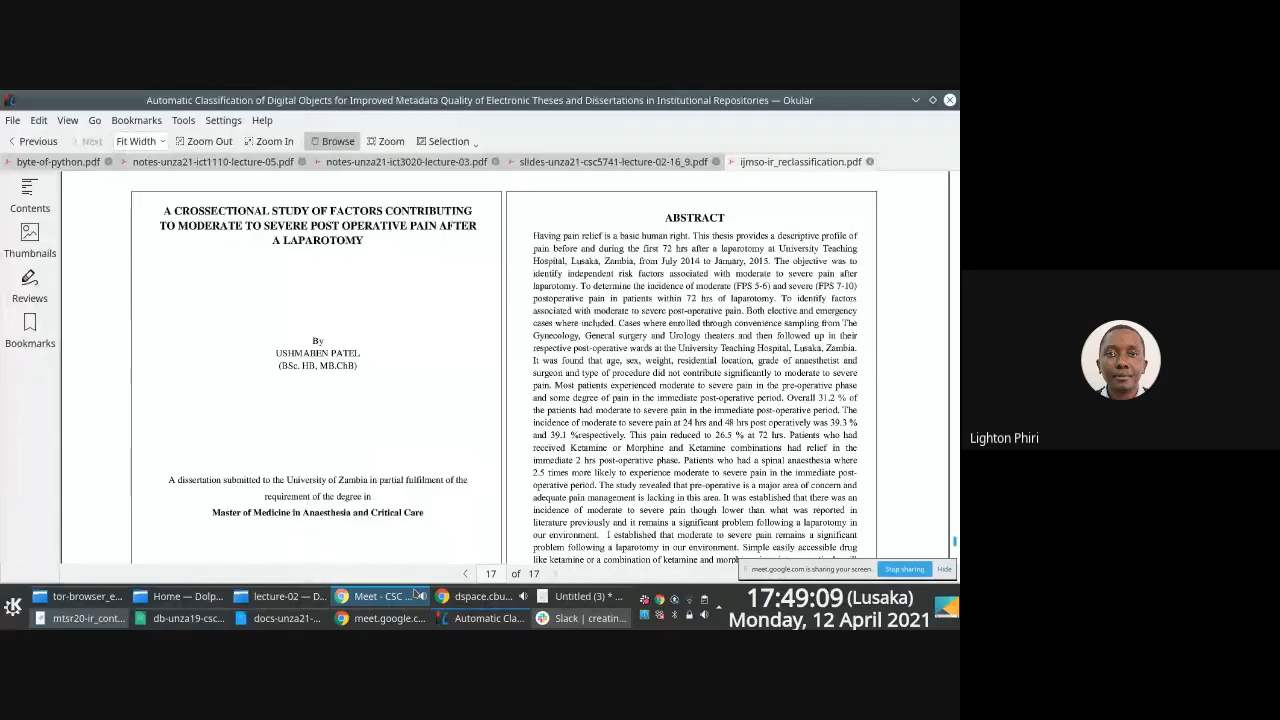 Automatic Classification of Digital Objects for Improved Metadata Quality of Electronic Theses and Dissertations in Institutional Repositories — Okular
File Edit View Go Bookmarks Tools Settings Help
Previous Next Fit Width Zoom Out Zoom In Browse Zoom Selection
byte-of-python.pdf notes-unza21-ict1110-lecture-05.pdf notes-unza21-ict3020-lecture-03.pdf slides-unza21-csc5741-lecture-02-16_9.pdf ijmso-ir_reclassification.pdf
Contents
Thumbnails
Reviews
Bookmarks
A CROSSECTIONAL STUDY OF FACTORS CONTRIBUTING
TO MODERATE TO SEVERE POST OPERATIVE PAIN AFTER
A LAPAROTOMY
By
USHMABEN PATEL
(BSc. HB, MB.ChB)
A dissertation submitted to the University of Zambia in partial fulfilment of the
requirement of the degree in
Master of Medicine in Anaesthesia and Critical Care
ABSTRACT
Having pain relief is a basic human right. This thesis provides a descriptive profile of
pain before and during the first 72 hrs after a laparotomy at University Teaching
Hospital, Lusaka, Zambia, from July 2014 to January, 2015. The objective was to
identify independent risk factors associated with moderate to severe pain after
laparotomy. To determine the incidence of moderate (FPS 5-6) and severe (FPS 7-10)
postoperative pain in patients within 72 hrs of laparotomy. To identify factors
associated with moderate to severe post-operative pain. Both elective and emergency
cases where included. Cases where enrolled through convenience sampling from The
Gynecology, General surgery and Urology theaters and then followed up in their
respective post-operative wards at the University Teaching Hospital, Lusaka, Zambia.
It was found that age, sex, weight, residential location, grade of anaesthetist and
surgeon and type of procedure did not contribute significantly to moderate to severe
pain. Most patients experienced moderate to severe pain in the pre-operative phase
and some degree of pain in the immediate post-operative period. Overall 31.2 % of
the patients had moderate to severe pain in the immediate post-operative period. The
incidence of moderate to severe pain at 24 hrs and 48 hrs post operatively was 39.3 %
and 39.1 %respectively. This pain reduced to 26.5 % at 72 hrs. Patients who had
received Ketamine or Morphine and Ketamine combinations had relief in the
immediate 2 hrs post-operative phase. Patients who had a spinal anaesthesia where
2.5 times more likely to experience moderate to severe pain in the immediate post-
operative period. The study revealed that pre-operative is a major area of concern and
adequate pain management is lacking in this area. It was established that there was an
incidence of moderate to severe pain though lower than what was reported in
literature previously and it remains a significant problem following a laparotomy in
our environment. I established that moderate to severe pain remains a significant
problem following a laparotomy in our environment. Simple easily accessible drug
like ketamine or a combination of ketamine and
meet.google.com is sharing your screen. Stop sharing Hide
17 of 17
Lighton Phiri
tor-browser_e... Home — Dolp... lecture-02 — D... Meet - CSC ... dspace.cbu... Untitled (3) * ...
mtsr20-ir_cont... db-unza19-csc... docs-unza21-... meet.google.c... Automatic Cla... Slack | creatin...
17:49:09 (Lusaka)
Monday, 12 April 2021